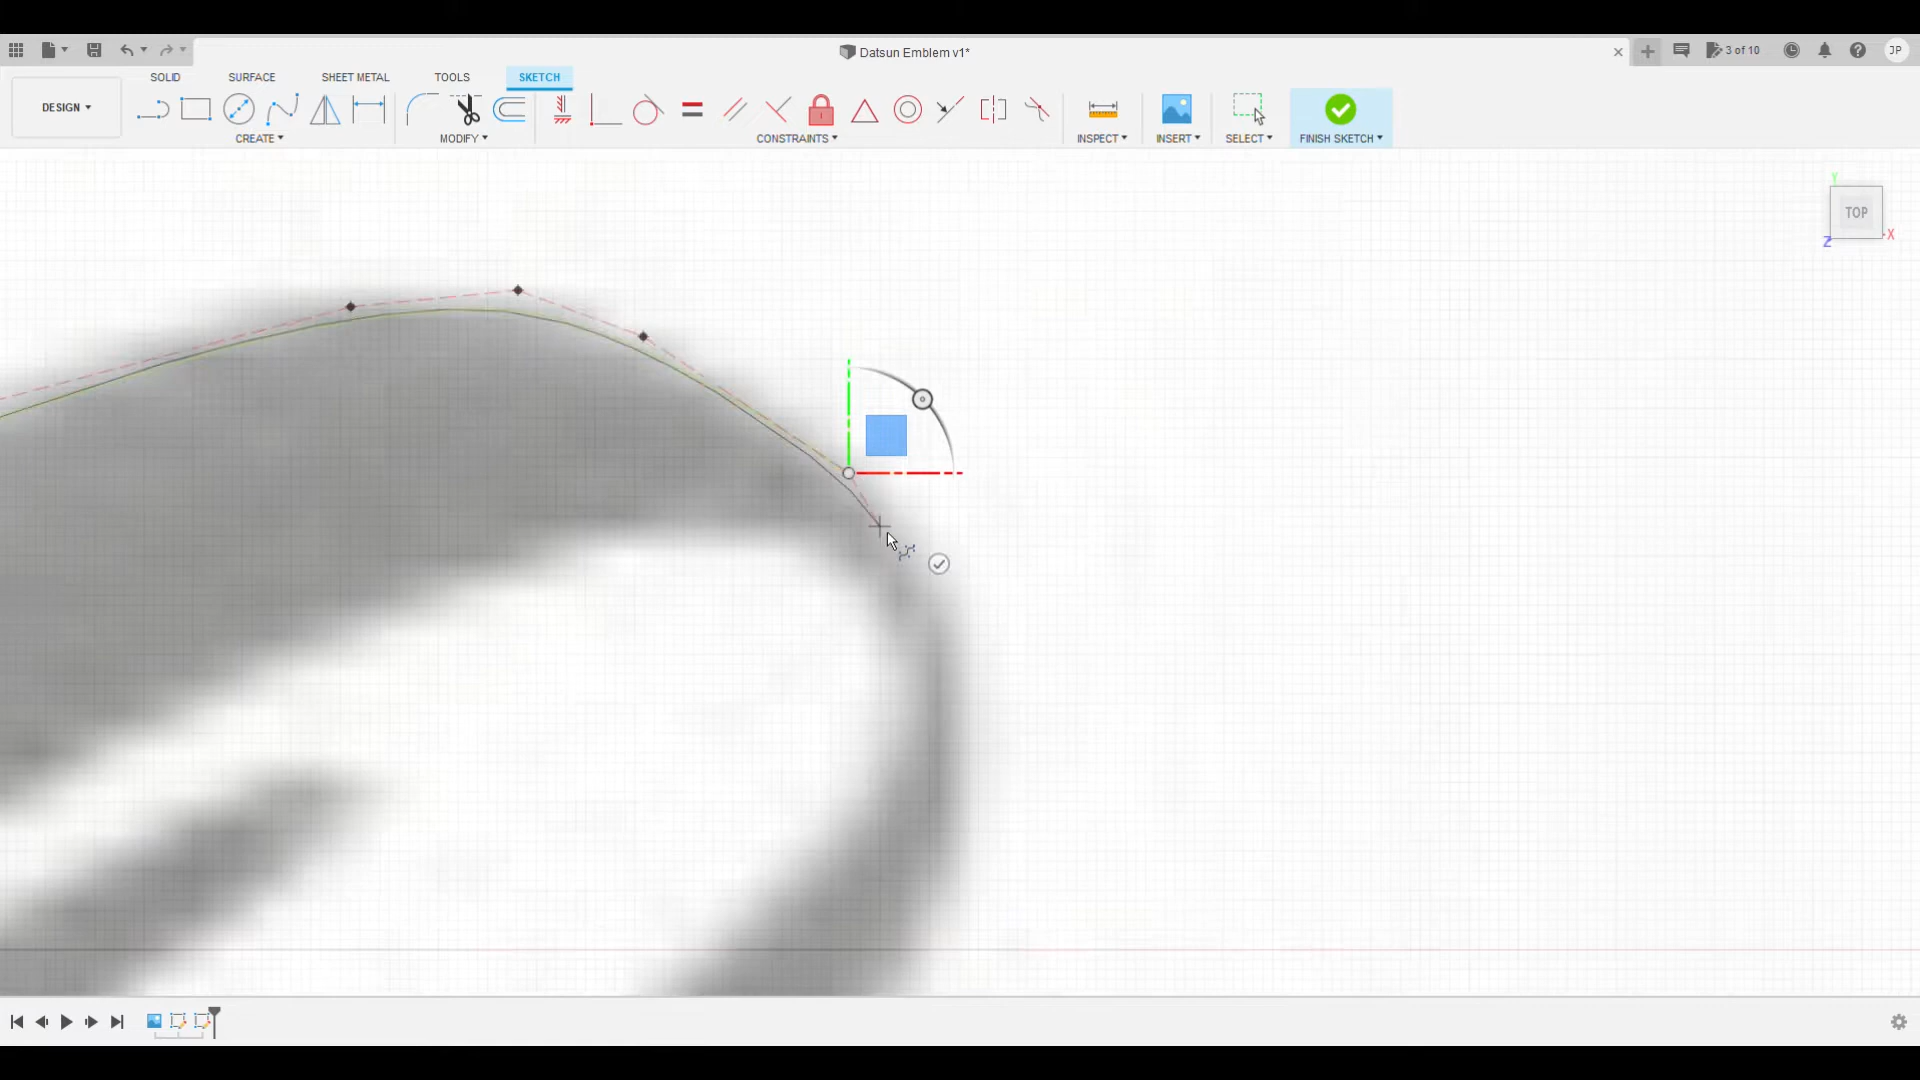 Datsun Emblem v1*
3 of 10
JP
DESIGN
SOLID
SURFACE
SHEET METAL
TOOLS
SKETCH
CREATE
MODIFY
CONSTRAINTS
INSPECT
INSERT
SELECT
FINISH SKETCH
Y
TOP
X
Z